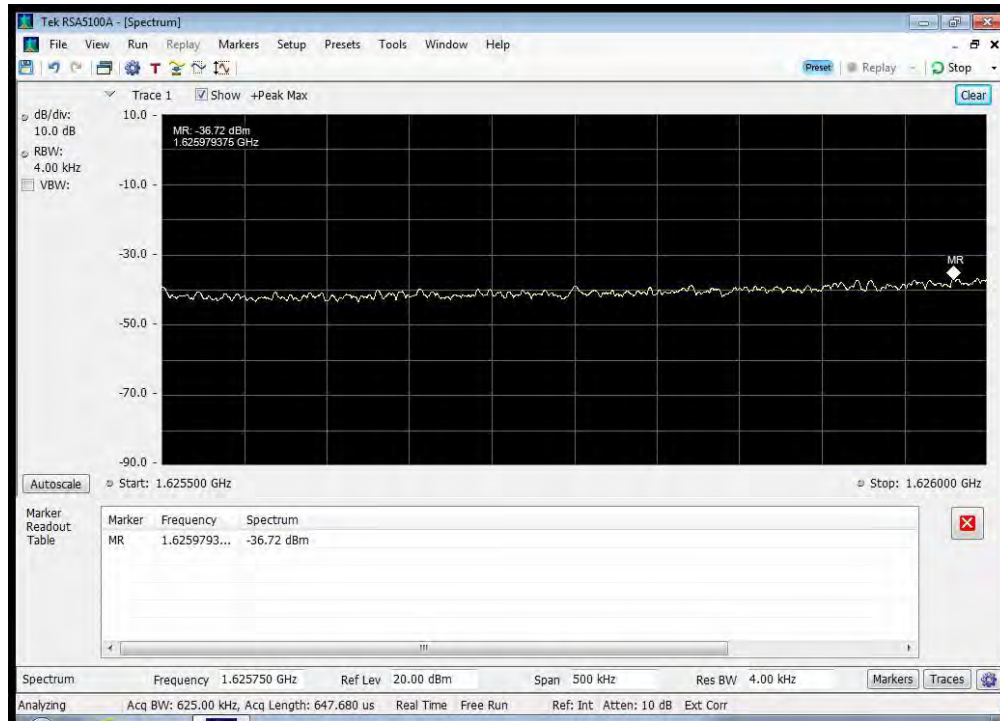 Tek RSA5100A - [Spectrum]
File View Run Replay Markers Setup Presets Tools Window Help
T Preset Replay Stop
Trace 1 Show +Peak Max Clear
dB/div:
10.0 dB
RBW:
4.00 kHz
VBW:
10.0
MR: -36.72 dBm
1.625979375 GHz
-10.0
-30.0
MR
-50.0
-70.0
-90.0
Autoscale Start: 1.625500 GHz Stop: 1.626000 GHz
Marker
Readout
Table
Marker Frequency Spectrum
MR 1.6259793... -36.72 dBm
Spectrum Frequency 1.625750 GHz Ref Lev 20.00 dBm Span 500 kHz Res BW 4.00 kHz Markers Traces
Analyzing Acq BW: 625.00 kHz, Acq Length: 647.680 us Real Time Free Run Ref: Int Atten: 10 dB Ext Corr